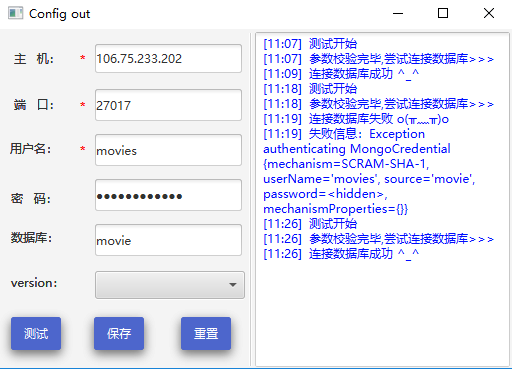 Config out
主 机： * 106.75.233.202
端 口： * 27017
用户名： * movies
密 码： * ●●●●●●●●●●●●
数据库： movie
version：
测试 保存 重置
[11:07] 测试开始
[11:07] 参数校验完毕,尝试连接数据库>>>
[11:09] 连接数据库成功 ^_^
[11:18] 测试开始
[11:18] 参数校验完毕,尝试连接数据库>>>
[11:19] 连接数据库失败 o(╥﹏╥)o
[11:19] 失败信息: Exception
authenticating MongoCredential
{mechanism=SCRAM-SHA-1,
userName='movies', source='movie',
password=<hidden>,
mechanismProperties={}}
[11:26] 测试开始
[11:26] 参数校验完毕,尝试连接数据库>>>
[11:26] 连接数据库成功 ^_^